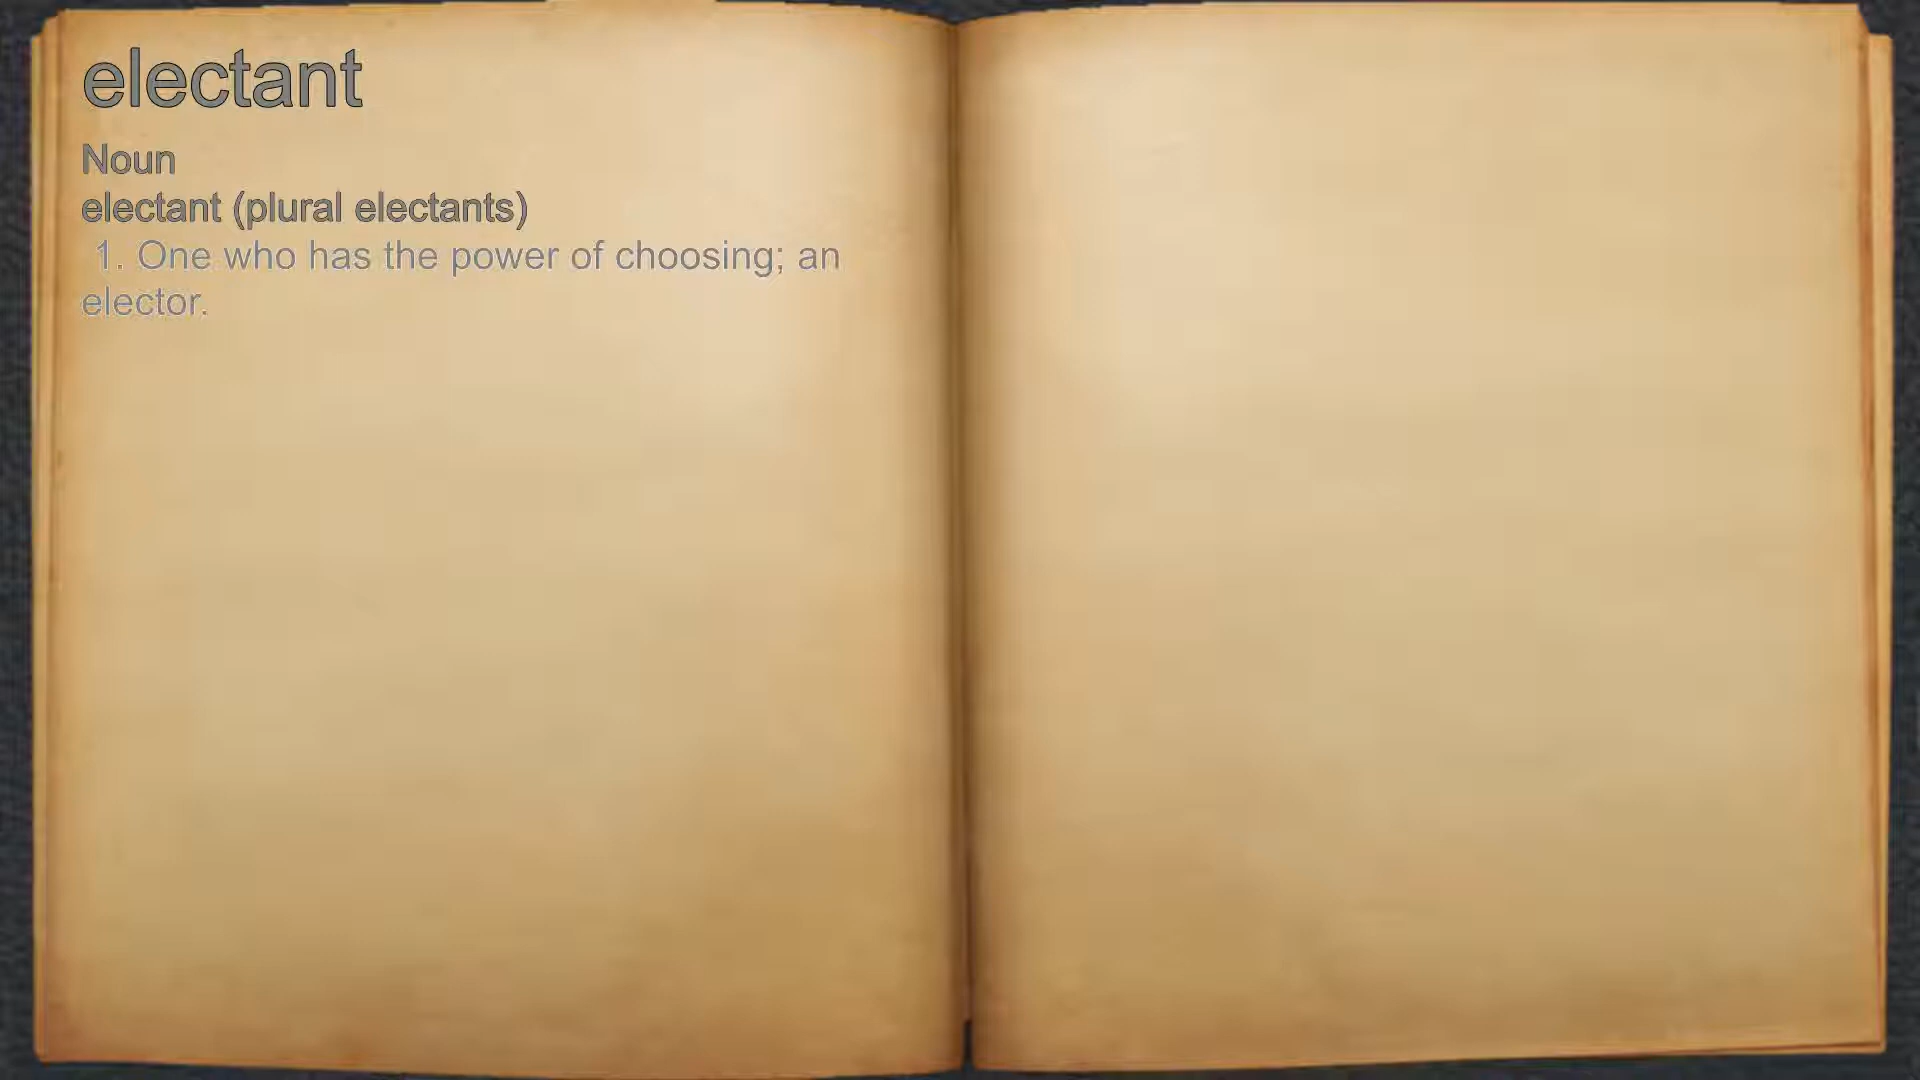 electant
Noun
electant (plural electants)
1. One who has the power of choosing; an
elector.